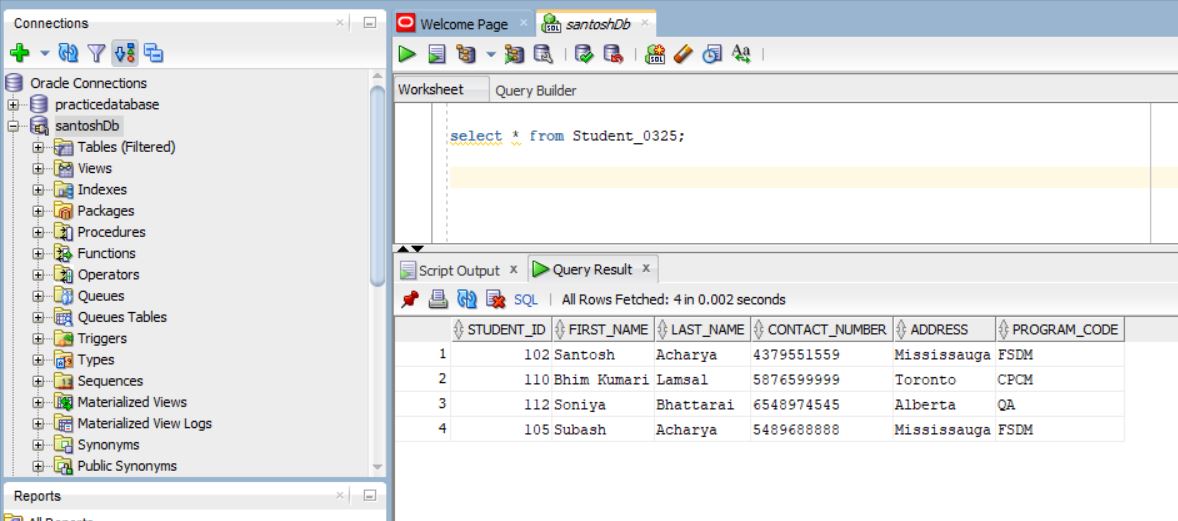 Connections
Oracle Connections
practicedatabase
santoshDb
Tables (Filtered)
Views
Indexes
Packages
Procedures
Functions
Operators
Queues
Queues Tables
Triggers
Types
Sequences
Materialized Views
Materialized View Logs
Synonyms
Public Synonyms
Reports
All Reports
Welcome Page santoshDb
Worksheet Query Builder
select * from Student_0325;
Script Output x Query Result x
SQL | All Rows Fetched: 4 in 0.002 seconds
STUDENT_ID FIRST_NAME LAST_NAME CONTACT_NUMBER ADDRESS PROGRAM_CODE
1 102 Santosh Acharya 4379551559 Mississauga FSDM
2 110 Bhim Kumari Lamsal 5876599999 Toronto CPCM
3 112 Soniya Bhattarai 6548974545 Alberta QA
4 105 Subash Acharya 5489688888 Mississauga FSDM